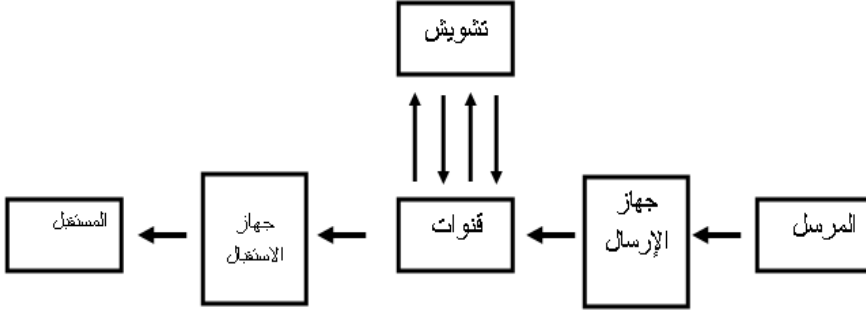 تشويش
المرسل
جهاز
الإرسال
قنوات
جهاز
الاستقبال
المستقبل